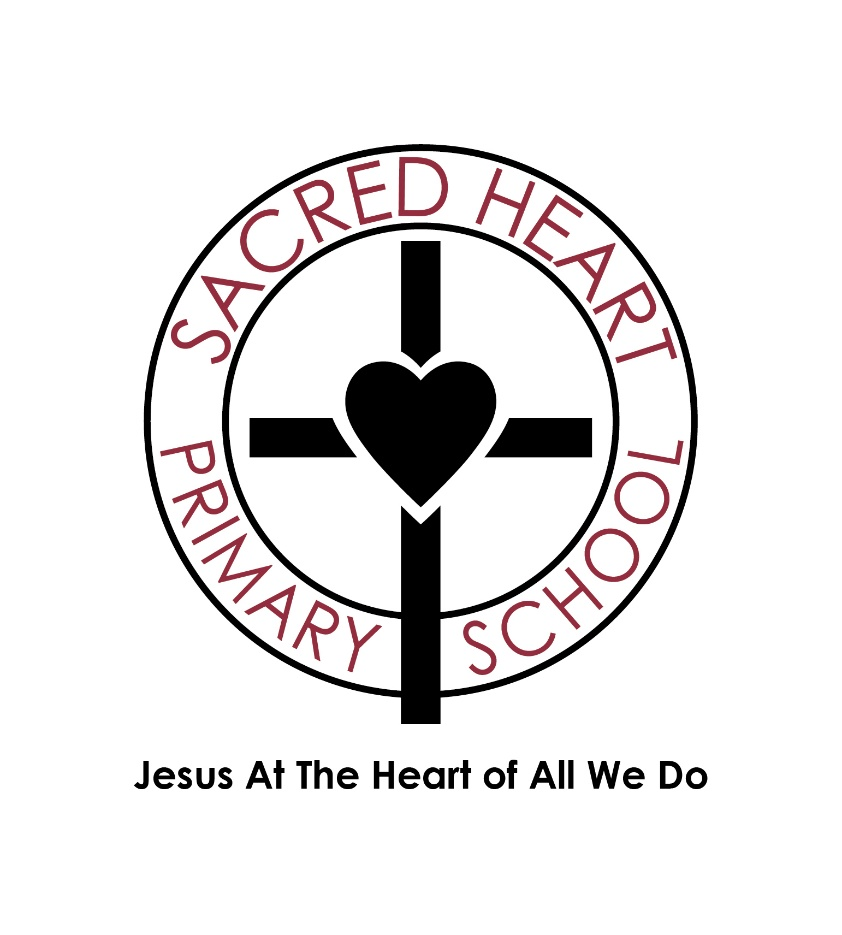 SACRED HEART
PRIMARY SCHOOL
Jesus At The Heart of All We Do